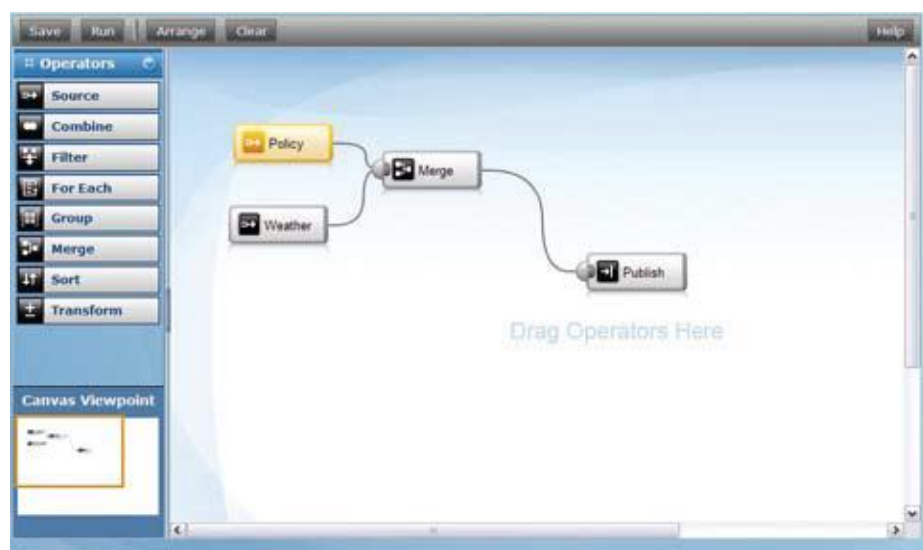 Save Run Arrange Clear Help
Operators
Source
Combine
Filter
For Each
Group
Merge
Sort
Transform
Policy
Merge
Weather
Publish
Drag Operators Here
Canvas Viewpoint